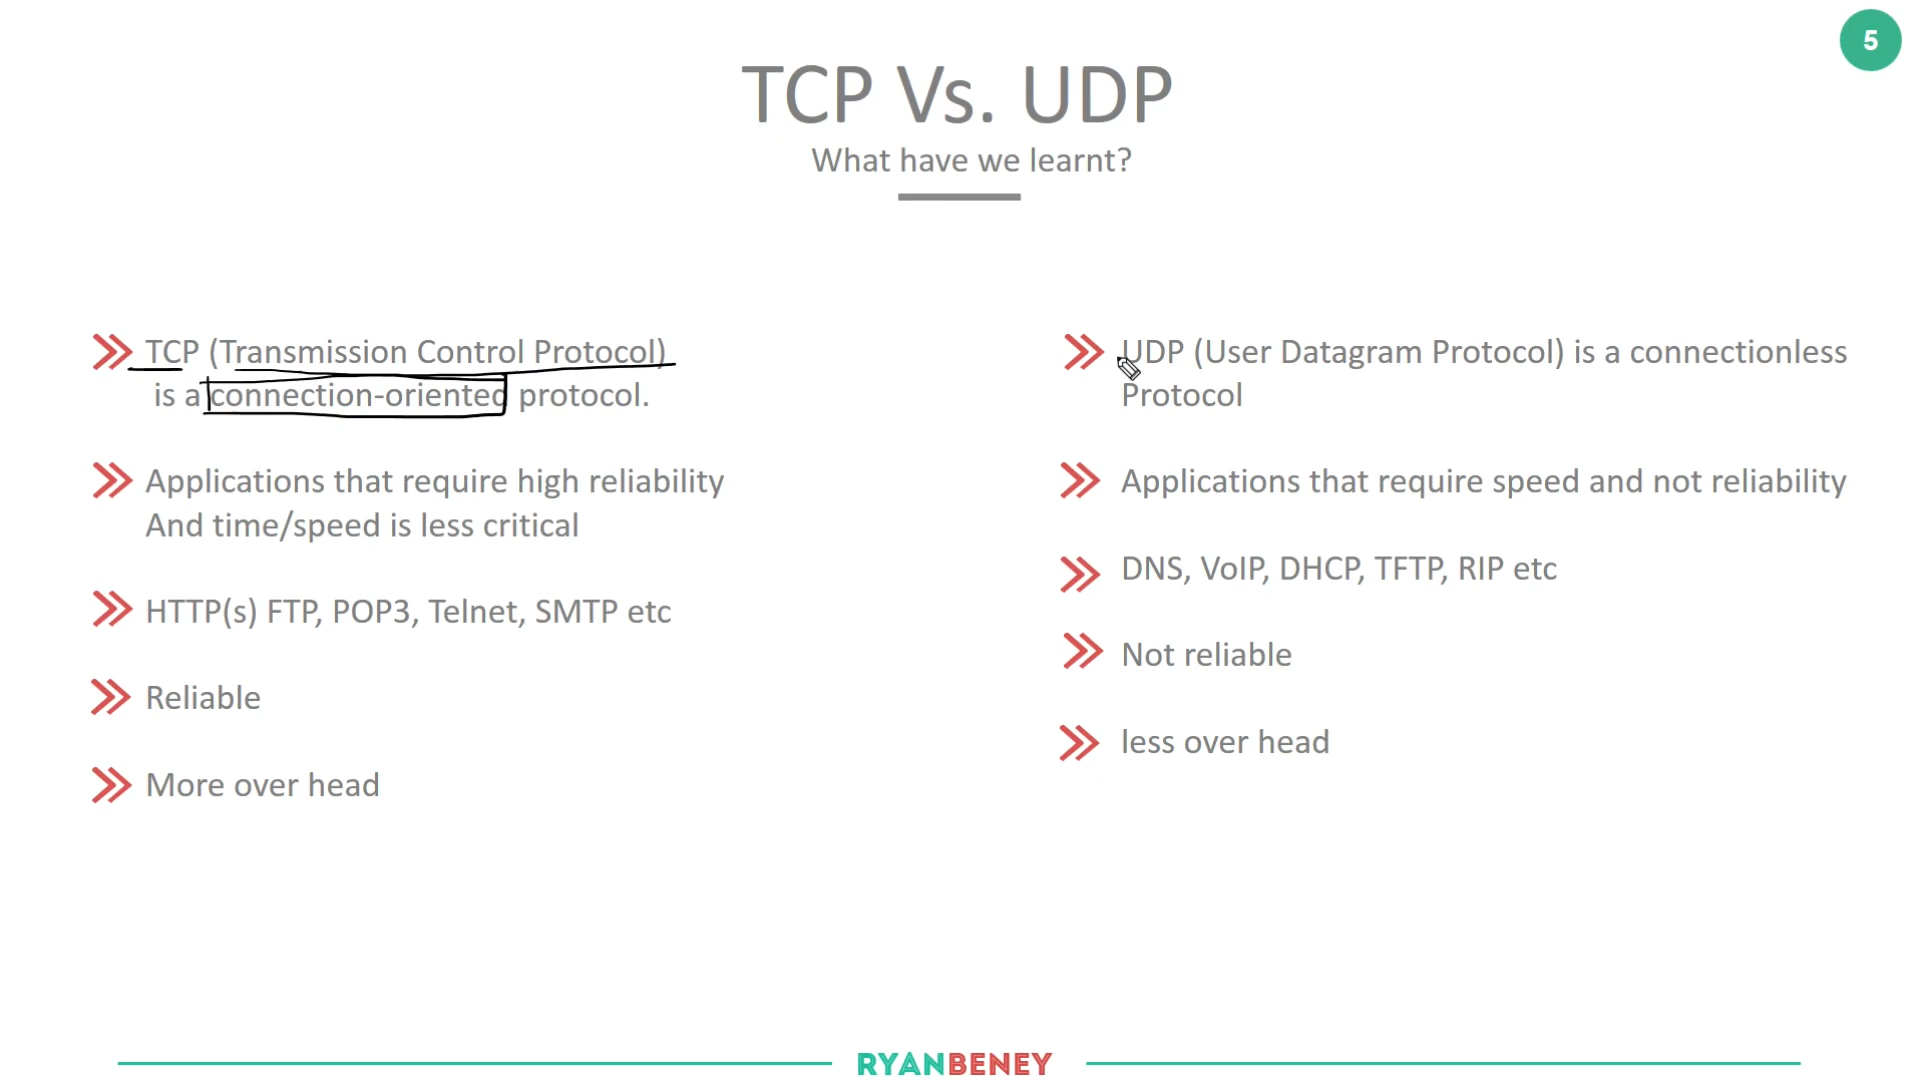 5
TCP Vs. UDP
What have we learnt?
TCP (Transmission Control Protocol)
is a connection-oriented protocol.
Applications that require high reliability
And time/speed is less critical
HTTP(s) FTP, POP3, Telnet, SMTP etc
Reliable
More over head
UDP (User Datagram Protocol) is a connectionless
Protocol
Applications that require speed and not reliability
DNS, VoIP, DHCP, TFTP, RIP etc
Not reliable
less over head
RYANBENEY